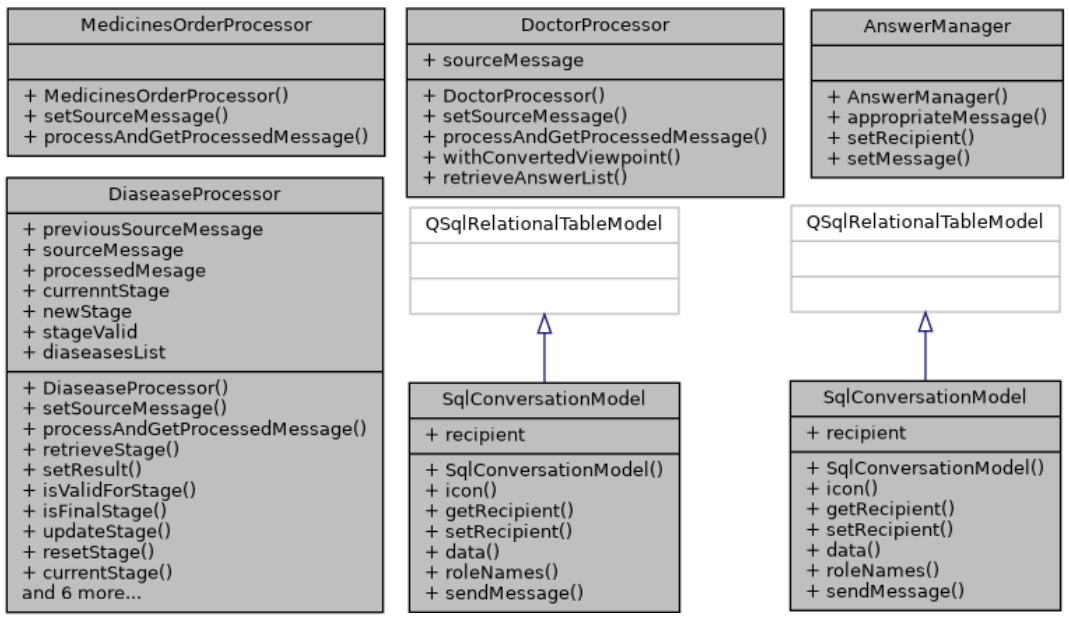 MedicinesOrderProcessor
+ MedicinesOrderProcessor()
+ setSourceMessage()
+ processAndGetProcessedMessage()
DoctorProcessor
+ sourceMessage
+ DoctorProcessor()
+ setSourceMessage()
+ processAndGetProcessedMessage()
+ withConvertedViewpoint()
+ retrieveAnswerList()
AnswerManager
+ AnswerManager()
+ appropriateMessage()
+ setRecipient()
+ setMessage()
DiaseaseProcessor
+ previousSourceMessage
+ sourceMessage
+ processedMesage
+ currenntStage
+ newStage
+ stageValid
+ diaseasesList
+ DiaseaseProcessor()
+ setSourceMessage()
+ processAndGetProcessedMessage()
+ retrieveStage()
+ setResult()
+ isValidForStage()
+ isFinalStage()
+ updateStage()
+ resetStage()
+ currentStage()
and 6 more...
QSqlRelationalTableModel
SqlConversationModel
+ recipient
+ SqlConversationModel()
+ icon()
+ getRecipient()
+ setRecipient()
+ data()
+ roleNames()
+ sendMessage()
QSqlRelationalTableModel
SqlConversationModel
+ recipient
+ SqlConversationModel()
+ icon()
+ getRecipient()
+ setRecipient()
+ data()
+ roleNames()
+ sendMessage()